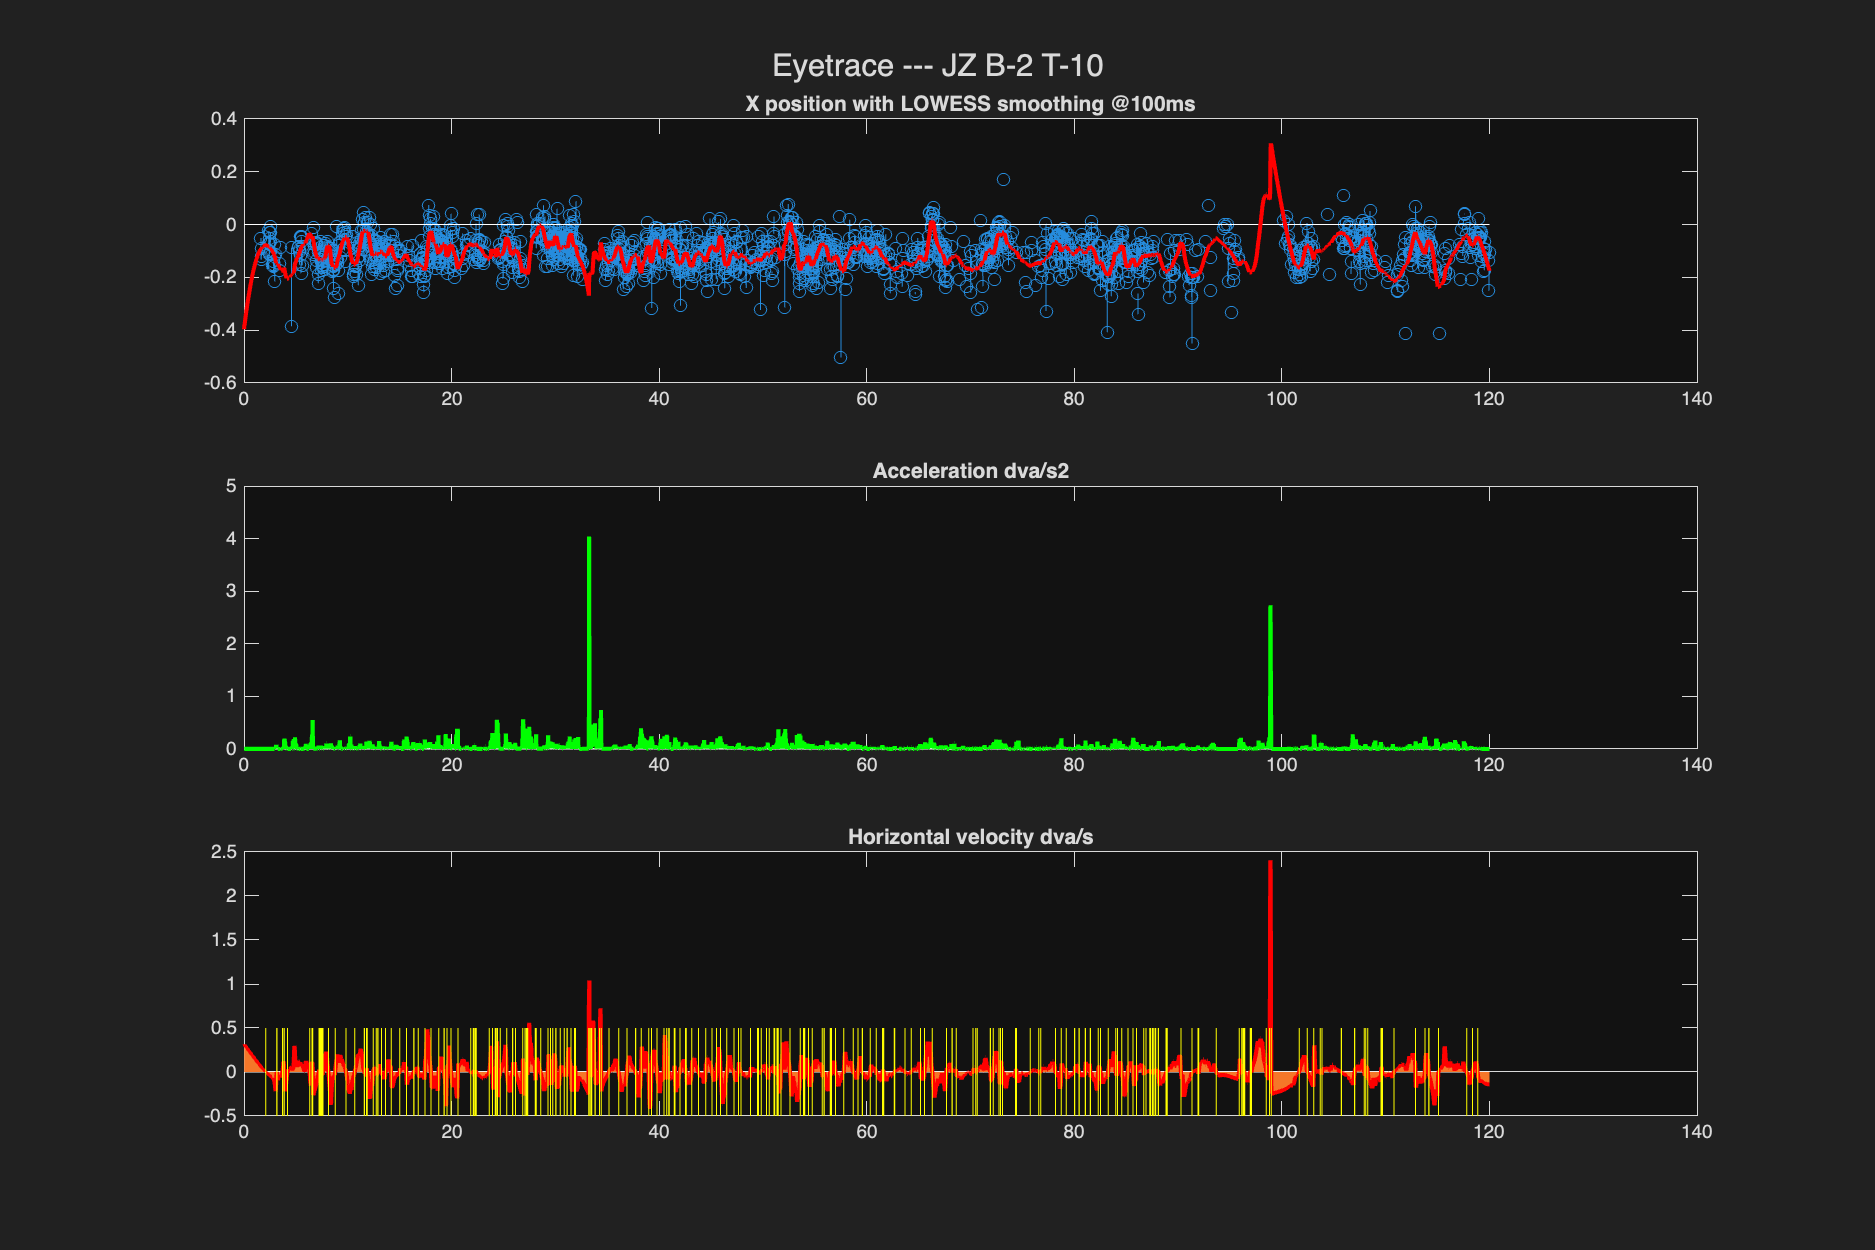 Eyetrace --- JZ B-2 T-10
X position with LOWESS smoothing @100ms
0.4
0.2
0
-0.2
-0.4
-0.6
0 20 40 60 80 100 120 140
Acceleration dva/s2
5
4
3
2
1
0
0 20 40 60 80 100 120 140
Horizontal velocity dva/s
2.5
2
1.5
1
0.5
0
-0.5
0 20 40 60 80 100 120 140